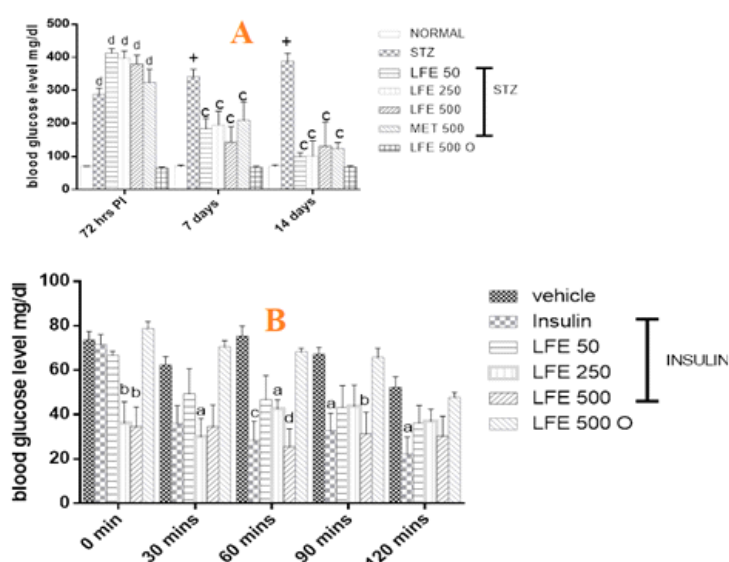 A
blood glucose level mg/dl
500
400
300
200
100
0
d d d d d
+ c c c c
+ c c c c
72 hrs PI
7 days
14 days
NORMAL
STZ
LFE 50
LFE 250
LFE 500
MET 500
LFE 500 O
STZ
B
blood glucose level mg/dl
100
80
60
40
20
0
b b
a
c a d
a b
a
0 min
30 mins
60 mins
90 mins
120 mins
vehicle
Insulin
LFE 50
LFE 250
LFE 500
LFE 500 O
INSULIN